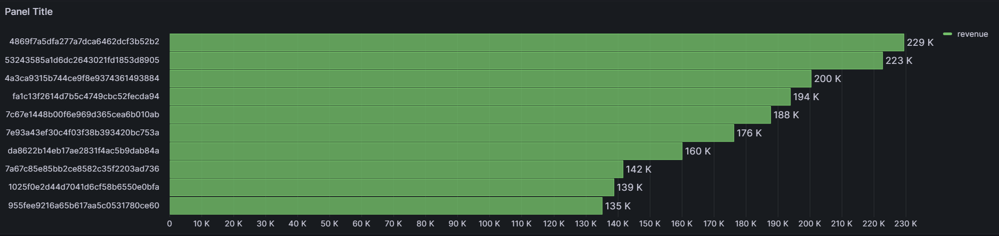 Panel Title
revenue
4869f7a5dfa277a7dca6462dcf3b52b2 229 K
53243585a1d6dc2643021fd1853d8905 223 K
4a3ca9315b744ce9f8e9374361493884 200 K
fa1c13f2614d7b5c4749cbc52fecda94 194 K
7c67e1448b00f6e969d365cea6b010ab 188 K
7e93a43ef30c4f03f38b393420bc753a 176 K
da8622b14eb17ae2831f4ac5b9dab84a 160 K
7a67c85e85bb2ce8582c35f2203ad736 142 K
1025f0e2d44d7041d6cf58b6550e0bfa 139 K
955fee9216a65b617aa5c0531780ce60 135 K
0 10 K 20 K 30 K 40 K 50 K 60 K 70 K 80 K 90 K 100 K 110 K 120 K 130 K 140 K 150 K 160 K 170 K 180 K 190 K 200 K 210 K 220 K 230 K